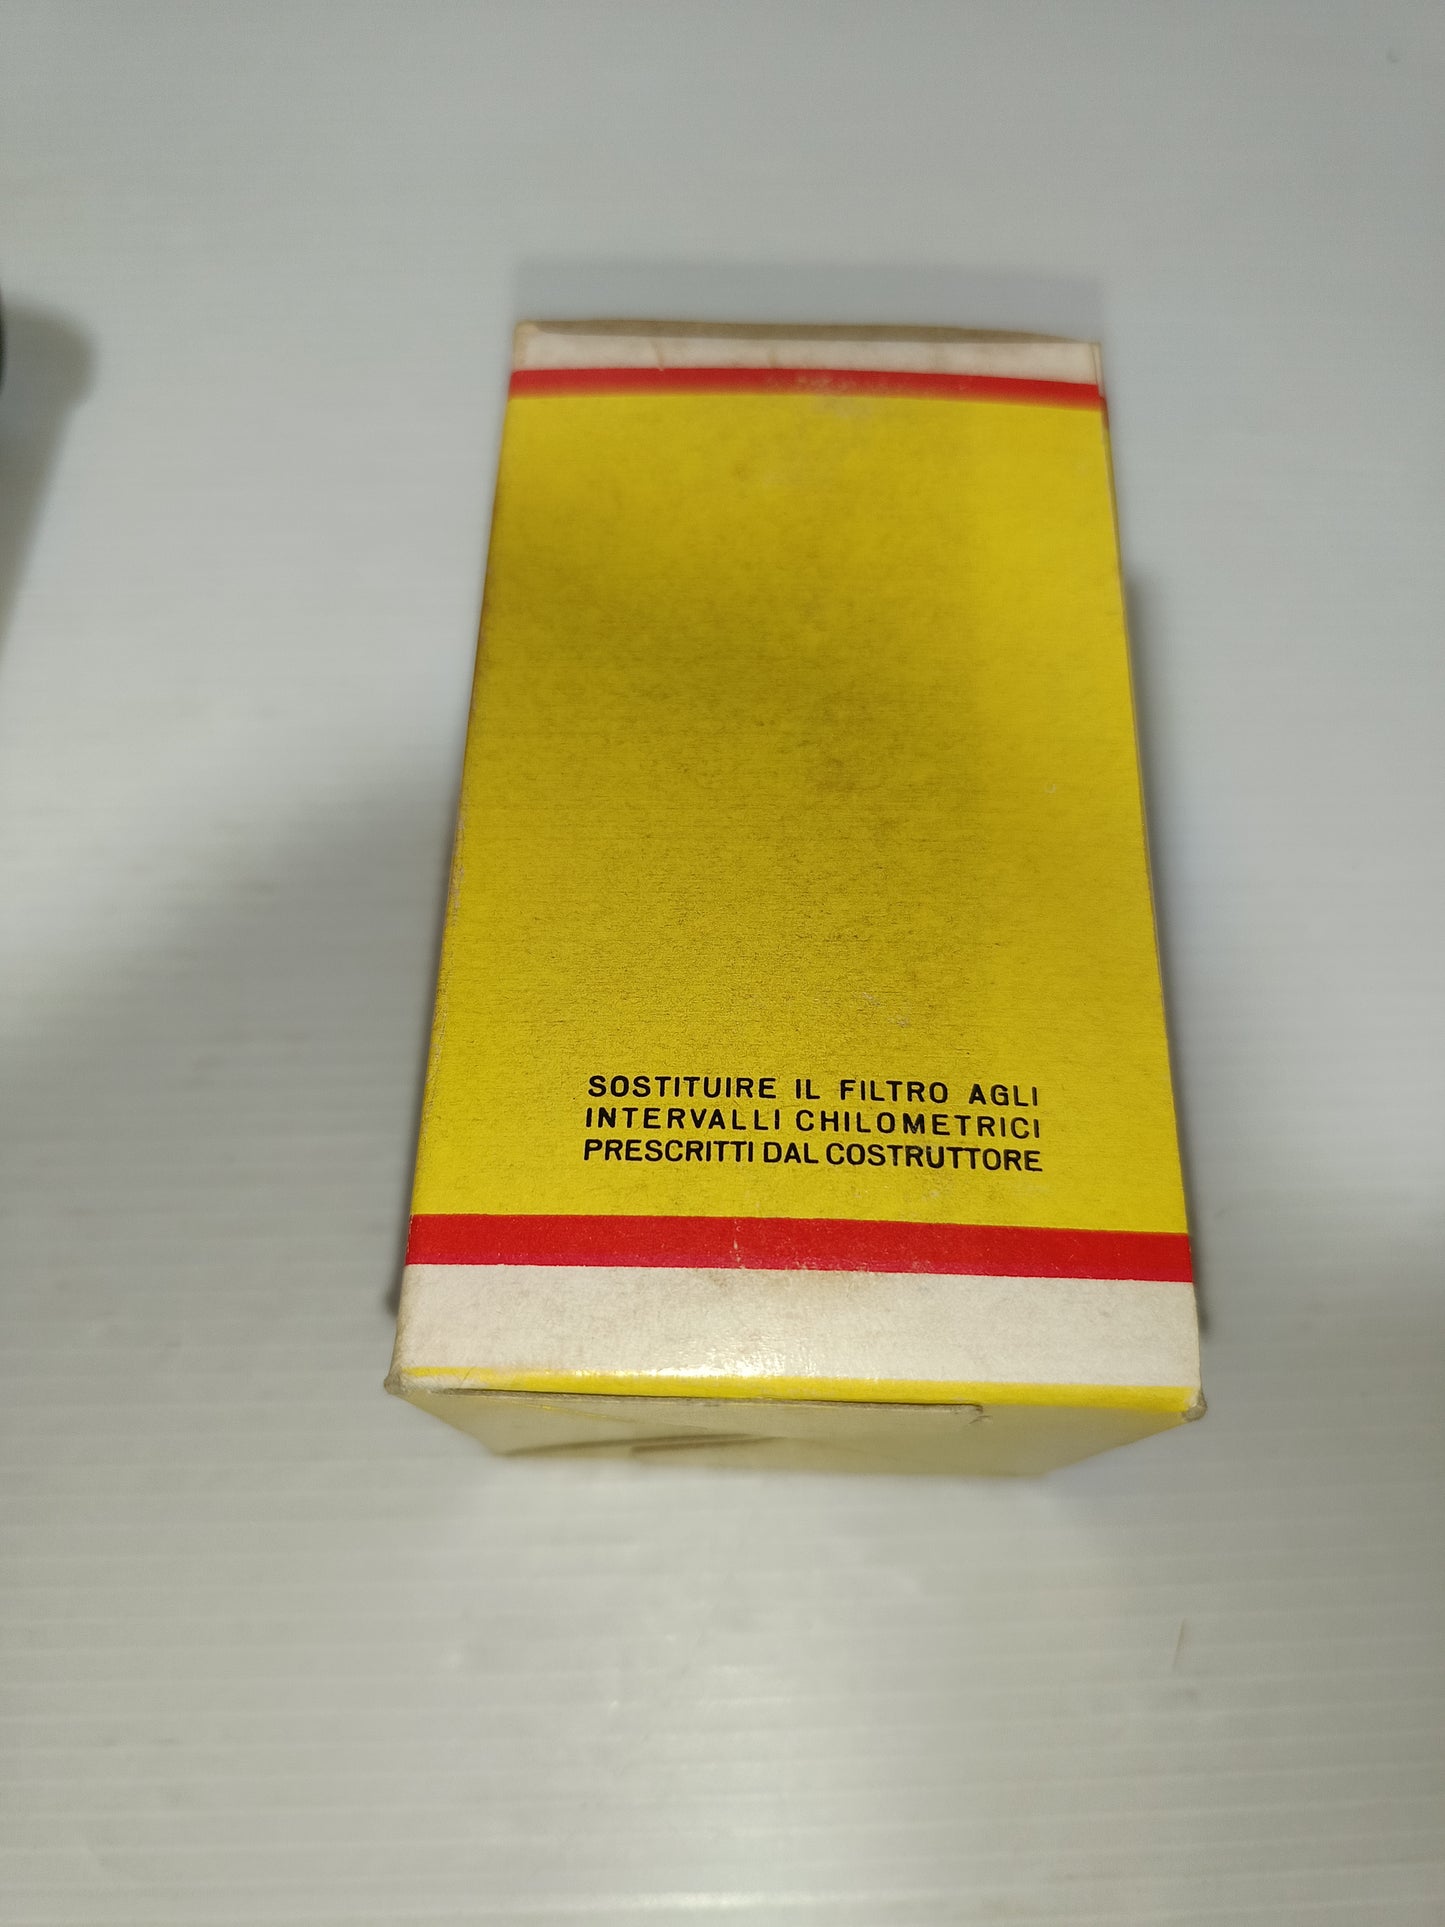 SOSTITUIRE IL FILTRO AGLI
INTERVALLI CHILOMETRICI
PRESCRITTI DAL COSTRUTTORE